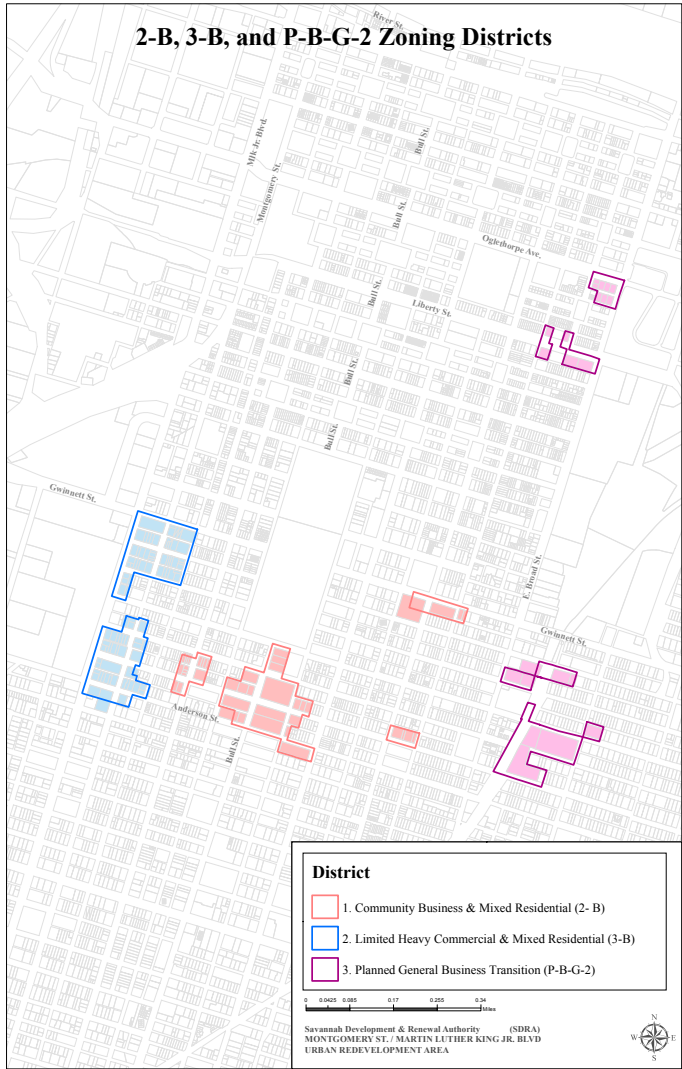 River St.
2-B, 3-B, and P-B-G-2 Zoning Districts
Mlk Jr. Blvd.
Bull St.
Montgomery St.
Bull St.
Oglethorpe Ave.
Bull St.
Liberty St.
Bull St.
Bull St.
Gwinnett St.
E. Broad St.
Gwinnett St.
Anderson St.
Bull St.
District
1. Community Business & Mixed Residential (2- B)
2. Limited Heavy Commercial & Mixed Residential (3-B)
3. Planned General Business Transition (P-B-G-2)
0 0.0425 0.085 0.17 0.255 0.34
Miles
Savannah Development & Renewal Authority (SDRA)
MONTGOMERY ST. / MARTIN LUTHER KING JR. BLVD
URBAN REDEVELOPMENT AREA
N
W E
S